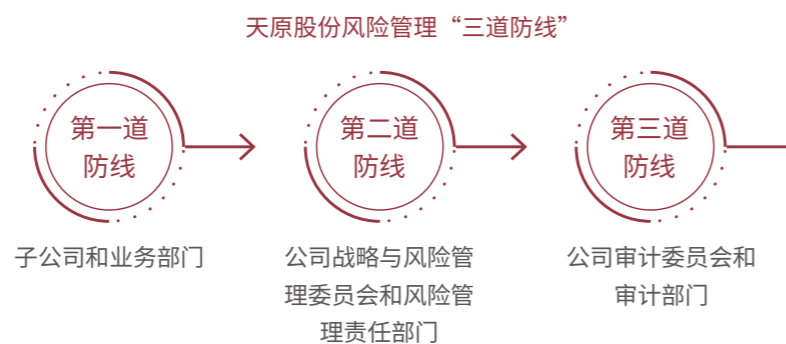 天原股份风险管理“三道防线”
第一道
防线
第二道
防线
第三道
防线
子公司和业务部门
公司战略与风险管
理委员会和风险管
理责任部门
公司审计委员会和
审计部门